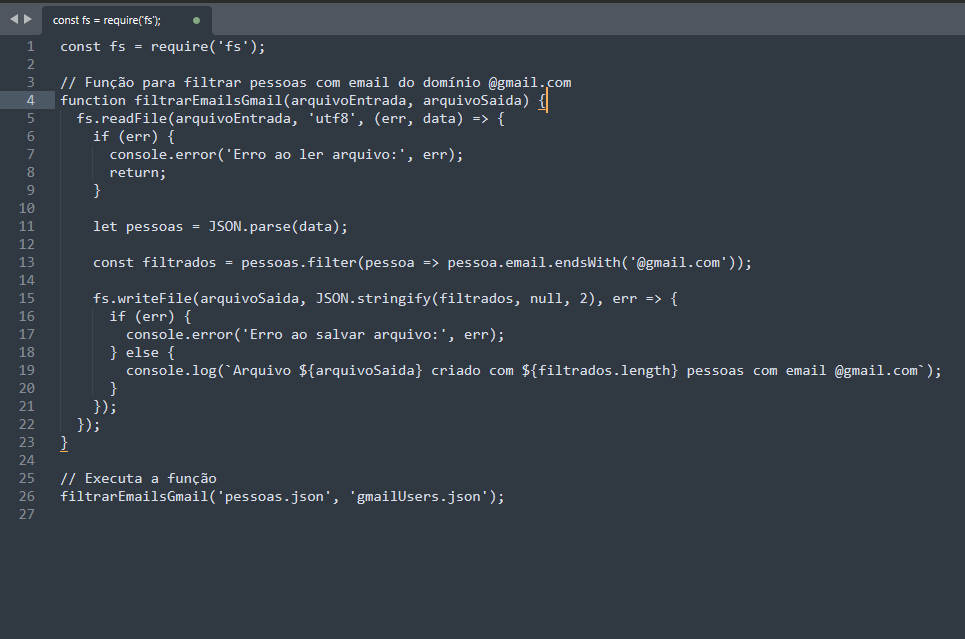 const fs = require('fs');
1 const fs = require('fs');
2
3 // Função para filtrar pessoas com email do domínio @gmail.com
4 function filtrarEmailsGmail(arquivoEntrada, arquivoSaida) {
5   fs.readFile(arquivoEntrada, 'utf8', (err, data) => {
6     if (err) {
7       console.error('Erro ao ler arquivo:', err);
8       return;
9     }
10
11     let pessoas = JSON.parse(data);
12
13     const filtrados = pessoas.filter(pessoa => pessoa.email.endsWith('@gmail.com'));
14
15     fs.writeFile(arquivoSaida, JSON.stringify(filtrados, null, 2), err => {
16       if (err) {
17         console.error('Erro ao salvar arquivo:', err);
18       } else {
19         console.log(`Arquivo ${arquivoSaida} criado com ${filtrados.length} pessoas com email @gmail.com`);
20       }
21     });
22   });
23 }
24
25 // Executa a função
26 filtrarEmailsGmail('pessoas.json', 'gmailUsers.json');
27